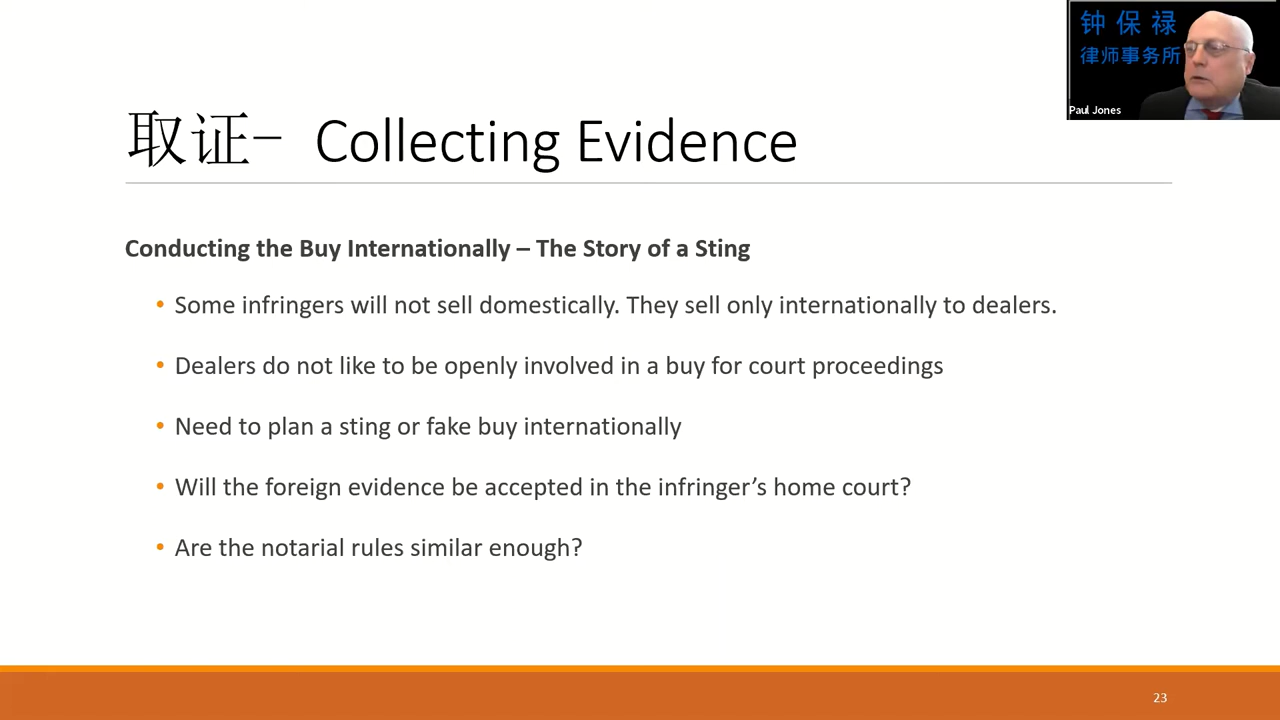 钟保禄
律师事务所
Paul Jones
取证– Collecting Evidence
Conducting the Buy Internationally – The Story of a Sting
• Some infringers will not sell domestically. They sell only internationally to dealers.
• Dealers do not like to be openly involved in a buy for court proceedings
• Need to plan a sting or fake buy internationally
• Will the foreign evidence be accepted in the infringer’s home court?
• Are the notarial rules similar enough?
23